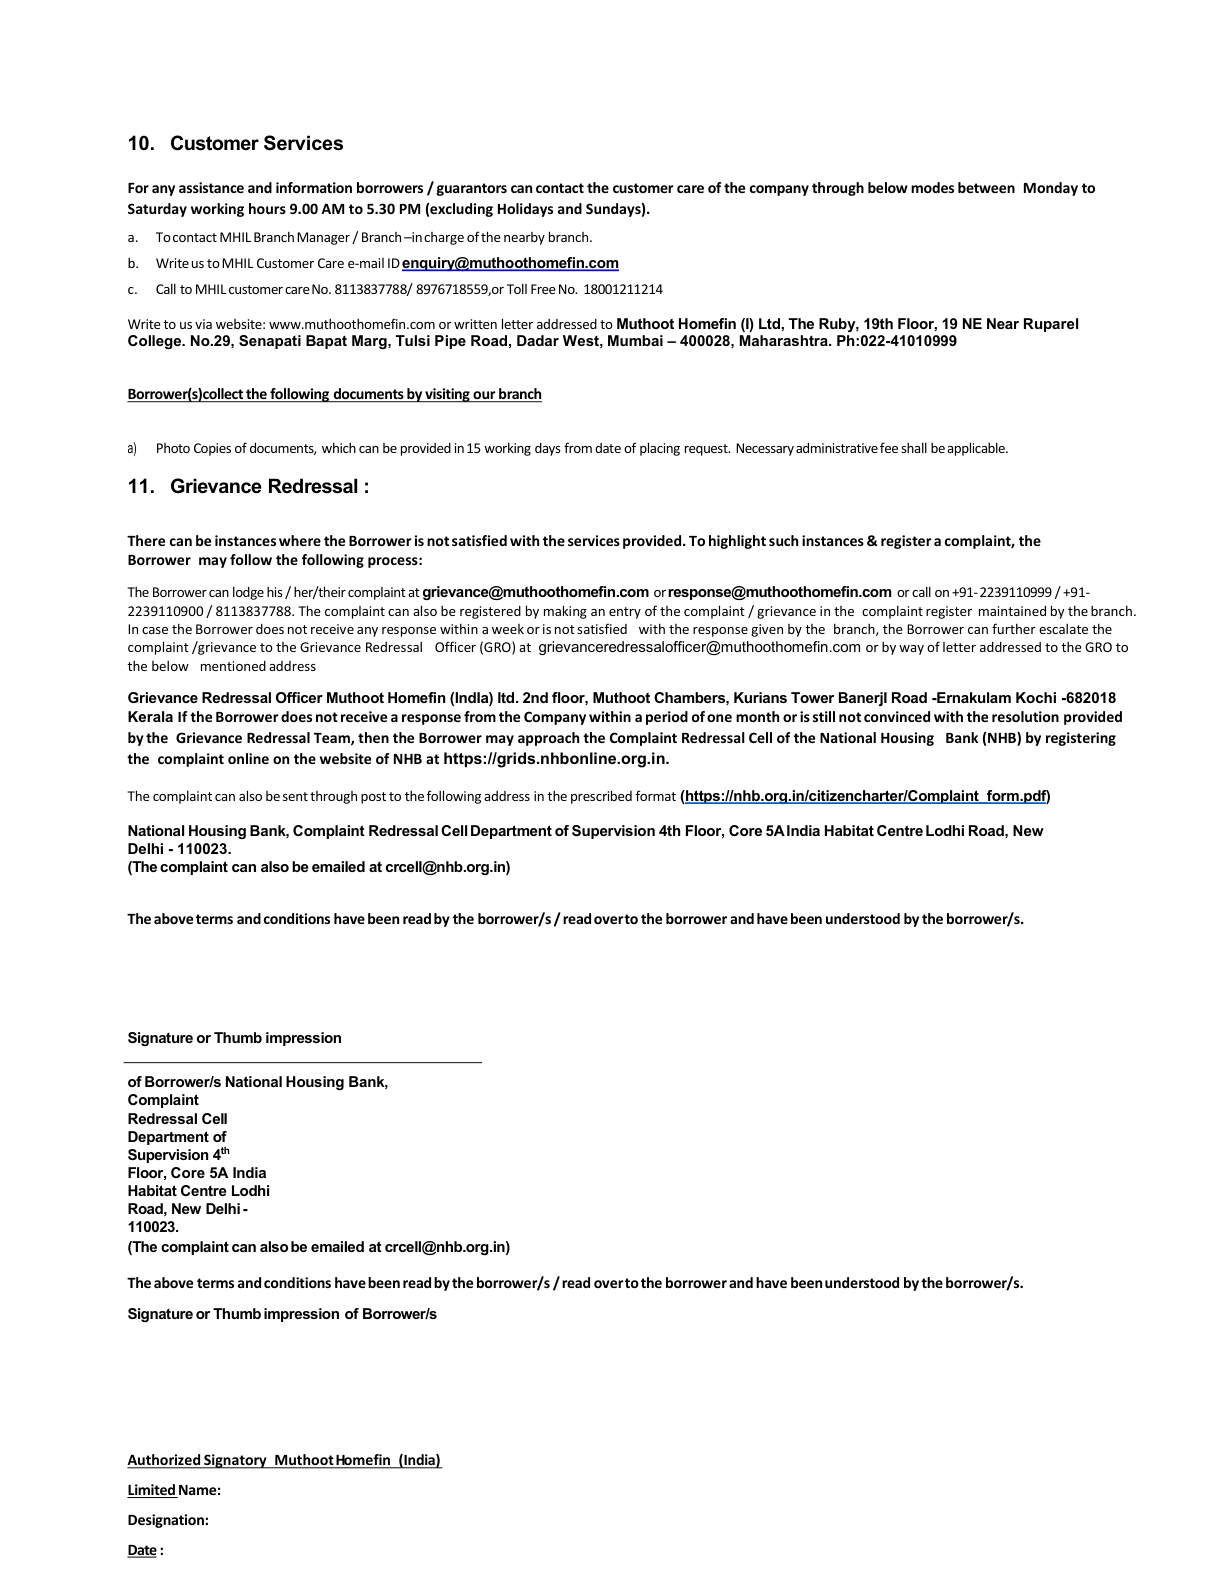 10. Customer Services
For any assistance and information borrowers / guarantors can contact the customer care of the company through below modes between Monday to
Saturday working hours 9.00 AM to 5.30 PM (excluding Holidays and Sundays).
a. To contact MHIL Branch Manager / Branch –in charge of the nearby branch.
b. Write us to MHIL Customer Care e-mail ID enquiry@muthoothomefin.com
c. Call to MHIL customer care No. 8113837788/ 8976718559,or Toll Free No. 18001211214
Write to us via website: www.muthoothomefin.com or written letter addressed to Muthoot Homefin (I) Ltd, The Ruby, 19th Floor, 19 NE Near Ruparel
College. No.29, Senapati Bapat Marg, Tulsi Pipe Road, Dadar West, Mumbai – 400028, Maharashtra. Ph:022-41010999
Borrower(s)collect the following documents by visiting our branch
a) Photo Copies of documents, which can be provided in 15 working days from date of placing request. Necessary administrative fee shall be applicable.
11. Grievance Redressal :
There can be instances where the Borrower is not satisfied with the services provided. To highlight such instances & register a complaint, the
Borrower may follow the following process:
The Borrower can lodge his / her/their complaint at grievance@muthoothomefin.com or response@muthoothomefin.com or call on +91- 2239110999 / +91-
2239110900 / 8113837788. The complaint can also be registered by making an entry of the complaint / grievance in the complaint register maintained by the branch.
In case the Borrower does not receive any response within a week or is not satisfied with the response given by the branch, the Borrower can further escalate the
complaint /grievance to the Grievance Redressal Officer (GRO) at grievanceredressalofficer@muthoothomefin.com or by way of letter addressed to the GRO to
the below mentioned address
Grievance Redressal Officer Muthoot Homefin (Indla) ltd. 2nd floor, Muthoot Chambers, Kurians Tower Banerjl Road -Ernakulam Kochi -682018
Kerala If the Borrower does not receive a response from the Company within a period of one month or is still not convinced with the resolution provided
by the Grievance Redressal Team, then the Borrower may approach the Complaint Redressal Cell of the National Housing Bank (NHB) by registering
the complaint online on the website of NHB at https://grids.nhbonline.org.in.
The complaint can also be sent through post to the following address in the prescribed format (https://nhb.org.in/citizencharter/Complaint_form.pdf)
National Housing Bank, Complaint Redressal Cell Department of Supervision 4th Floor, Core 5A India Habitat Centre Lodhi Road, New
Delhi - 110023.
(The complaint can also be emailed at crcell@nhb.org.in)
The above terms and conditions have been read by the borrower/s / read over to the borrower and have been understood by the borrower/s.
Signature or Thumb impression
of Borrower/s National Housing Bank,
Complaint
Redressal Cell
Department of
Supervision 4th
Floor, Core 5A India
Habitat Centre Lodhi
Road, New Delhi -
110023.
(The complaint can also be emailed at crcell@nhb.org.in)
The above terms and conditions have been read by the borrower/s / read over to the borrower and have been understood by the borrower/s.
Signature or Thumb impression of Borrower/s
Authorized Signatory Muthoot Homefin (India)
Limited Name:
Designation:
Date :